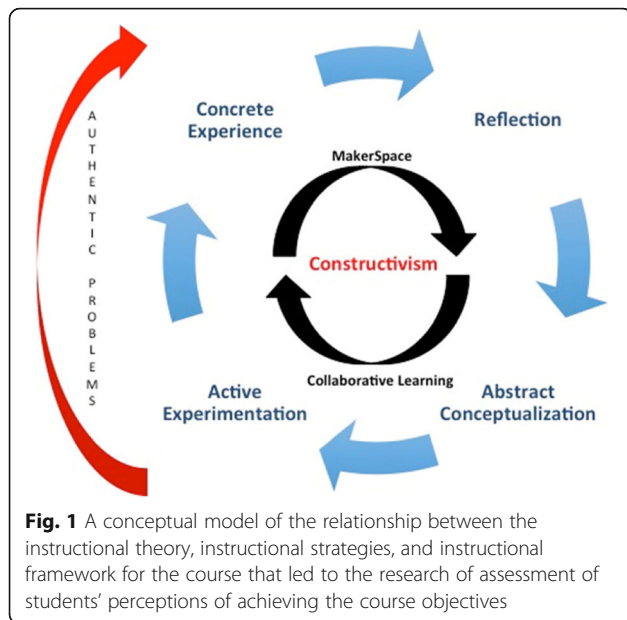 AUTHENTIC PROBLEMS
Concrete
Experience
Reflection
MakerSpace
Constructivism
Collaborative Learning
Active
Experimentation
Abstract
Conceptualization
Fig. 1 A conceptual model of the relationship between the
instructional theory, instructional strategies, and instructional
framework for the course that led to the research of assessment of
students’ perceptions of achieving the course objectives